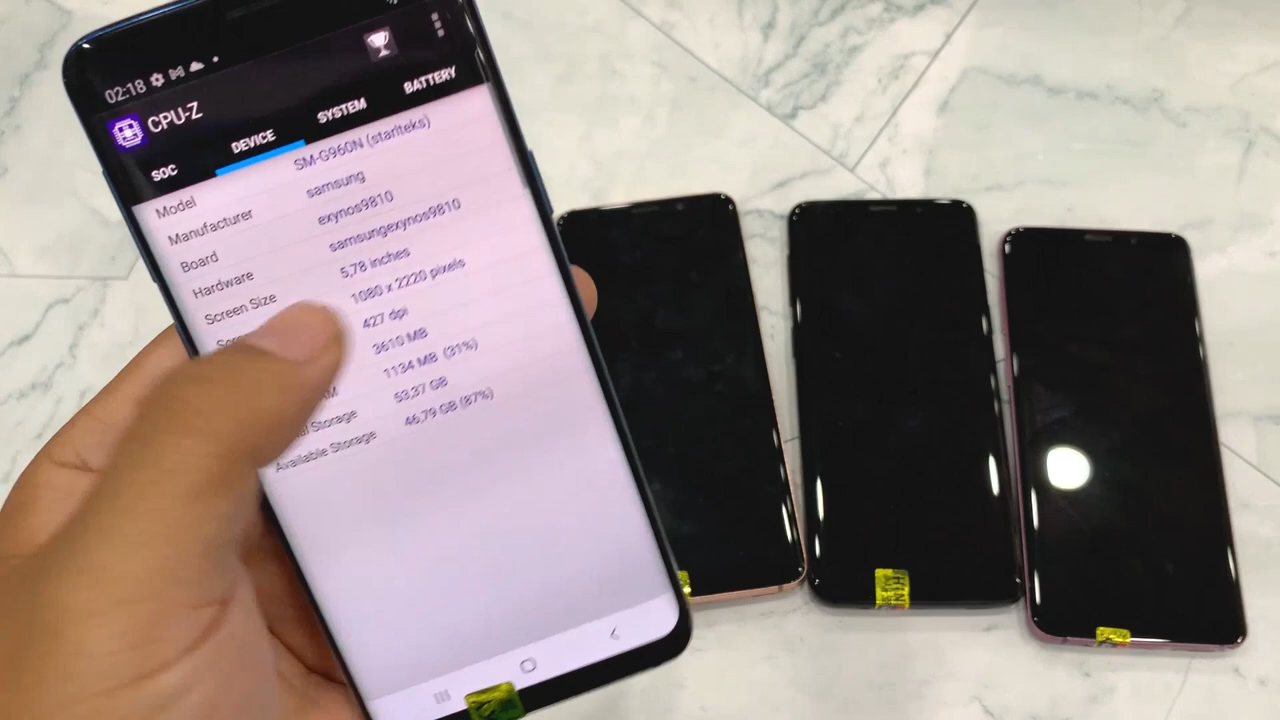 02:18
CPU-Z
SOC DEVICE SYSTEM BATTERY
Model SM-G960N (starlteks)
Manufacturer samsung
Board exynos9810
Hardware samsungexynos9810
Screen Size 5,78 inches
1080 x 2220 pixels
427 dpi
3610 MB
1134 MB (31%)
Storage 53,37 GB
Available Storage 46,79 GB (87%)